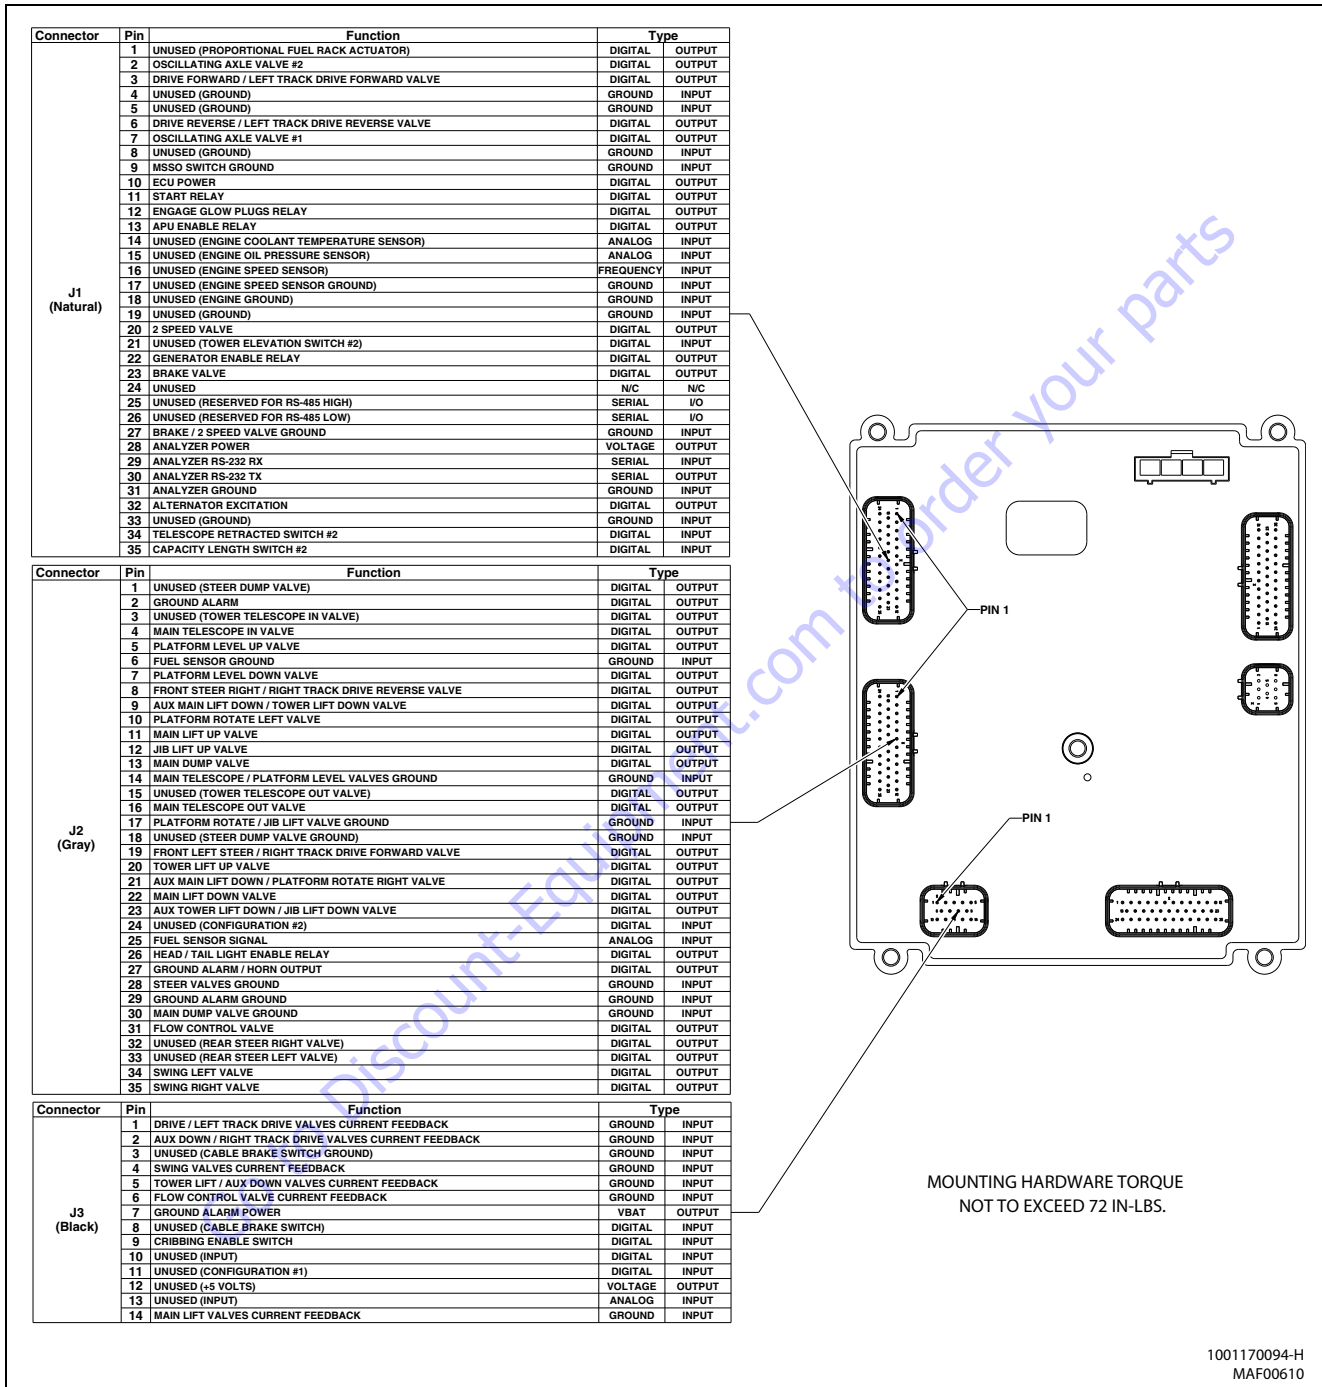 Connector Pin Function Type
1 UNUSED (PROPORTIONAL FUEL RACK ACTUATOR) DIGITAL OUTPUT
2 OSCILLATING AXLE VALVE #2 DIGITAL OUTPUT
3 DRIVE FORWARD / LEFT TRACK DRIVE FORWARD VALVE DIGITAL OUTPUT
4 UNUSED (GROUND) GROUND INPUT
5 UNUSED (GROUND) GROUND INPUT
6 DRIVE REVERSE / LEFT TRACK DRIVE REVERSE VALVE DIGITAL OUTPUT
7 OSCILLATING AXLE VALVE #1 DIGITAL OUTPUT
8 UNUSED (GROUND) GROUND INPUT
9 MSSO SWITCH GROUND GROUND INPUT
10 ECU POWER DIGITAL OUTPUT
11 START RELAY DIGITAL OUTPUT
12 ENGAGE GLOW PLUGS RELAY DIGITAL OUTPUT
13 APU ENABLE RELAY DIGITAL OUTPUT
14 UNUSED (ENGINE COOLANT TEMPERATURE SENSOR) ANALOG INPUT
15 UNUSED (ENGINE OIL PRESSURE SENSOR) ANALOG INPUT
16 UNUSED (ENGINE SPEED SENSOR) FREQUENCY INPUT
17 UNUSED (ENGINE SPEED SENSOR GROUND) GROUND INPUT
J1
(Natural)
18 UNUSED (ENGINE GROUND) GROUND INPUT
19 UNUSED (GROUND) GROUND INPUT
20 2 SPEED VALVE DIGITAL OUTPUT
21 UNUSED (TOWER ELEVATION SWITCH #2) DIGITAL INPUT
22 GENERATOR ENABLE RELAY DIGITAL OUTPUT
23 BRAKE VALVE DIGITAL OUTPUT
24 UNUSED N/C N/C
25 UNUSED (RESERVED FOR RS-485 HIGH) SERIAL I/O
26 UNUSED (RESERVED FOR RS-485 LOW) SERIAL I/O
27 BRAKE / 2 SPEED VALVE GROUND GROUND INPUT
28 ANALYZER POWER VOLTAGE OUTPUT
29 ANALYZER RS-232 RX SERIAL INPUT
30 ANALYZER RS-232 TX SERIAL OUTPUT
31 ANALYZER GROUND GROUND INPUT
32 ALTERNATOR EXCITATION DIGITAL OUTPUT
33 UNUSED (GROUND) GROUND INPUT
34 TELESCOPE RETRACTED SWITCH #2 DIGITAL INPUT
35 CAPACITY LENGTH SWITCH #2 DIGITAL INPUT
Connector Pin Function Type
1 UNUSED (STEER DUMP VALVE) DIGITAL OUTPUT
2 GROUND ALARM DIGITAL OUTPUT
3 UNUSED (TOWER TELESCOPE IN VALVE) DIGITAL OUTPUT
4 MAIN TELESCOPE IN VALVE DIGITAL OUTPUT
5 PLATFORM LEVEL UP VALVE DIGITAL OUTPUT
6 FUEL SENSOR GROUND GROUND INPUT
7 PLATFORM LEVEL DOWN VALVE DIGITAL OUTPUT
8 FRONT STEER RIGHT / RIGHT TRACK DRIVE REVERSE VALVE DIGITAL OUTPUT
9 AUX MAIN LIFT DOWN / TOWER LIFT DOWN VALVE DIGITAL OUTPUT
10 PLATFORM ROTATE LEFT VALVE DIGITAL OUTPUT
11 MAIN LIFT UP VALVE DIGITAL OUTPUT
12 JIB LIFT UP VALVE DIGITAL OUTPUT
13 MAIN DUMP VALVE DIGITAL OUTPUT
14 MAIN TELESCOPE / PLATFORM LEVEL VALVES GROUND GROUND INPUT
15 UNUSED (TOWER TELESCOPE OUT VALVE) DIGITAL OUTPUT
16 MAIN TELESCOPE OUT VALVE DIGITAL OUTPUT
17 PLATFORM ROTATE / JIB LIFT VALVE GROUND GROUND INPUT
J2
(Gray)
18 UNUSED (STEER DUMP VALVE GROUND) GROUND INPUT
19 FRONT LEFT STEER / RIGHT TRACK DRIVE FORWARD VALVE DIGITAL OUTPUT
20 TOWER LIFT UP VALVE DIGITAL OUTPUT
21 AUX MAIN LIFT DOWN / PLATFORM ROTATE RIGHT VALVE DIGITAL OUTPUT
22 MAIN LIFT DOWN VALVE DIGITAL OUTPUT
23 AUX TOWER LIFT DOWN / JIB LIFT DOWN VALVE DIGITAL OUTPUT
24 UNUSED (CONFIGURATION #2) DIGITAL INPUT
25 FUEL SENSOR SIGNAL ANALOG INPUT
26 HEAD / TAIL LIGHT ENABLE RELAY DIGITAL OUTPUT
27 GROUND ALARM / HORN OUTPUT DIGITAL OUTPUT
28 STEER VALVES GROUND GROUND INPUT
29 GROUND ALARM GROUND GROUND INPUT
30 MAIN DUMP VALVE GROUND GROUND INPUT
31 FLOW CONTROL VALVE DIGITAL OUTPUT
32 UNUSED (REAR STEER RIGHT VALVE) DIGITAL OUTPUT
33 UNUSED (REAR STEER LEFT VALVE) DIGITAL OUTPUT
34 SWING LEFT VALVE DIGITAL OUTPUT
35 SWING RIGHT VALVE DIGITAL OUTPUT
Connector Pin Function Type
1 DRIVE / LEFT TRACK DRIVE VALVES CURRENT FEEDBACK GROUND INPUT
2 AUX DOWN / RIGHT TRACK DRIVE VALVES CURRENT FEEDBACK GROUND INPUT
3 UNUSED (CABLE BRAKE SWITCH GROUND) GROUND INPUT
4 SWING VALVES CURRENT FEEDBACK GROUND INPUT
5 TOWER LIFT / AUX DOWN VALVES CURRENT FEEDBACK GROUND INPUT
6 FLOW CONTROL VALVE CURRENT FEEDBACK GROUND INPUT
J3
(Black)
7 GROUND ALARM POWER VBAT OUTPUT
8 UNUSED (CABLE BRAKE SWITCH) DIGITAL INPUT
9 CRIBBING ENABLE SWITCH DIGITAL INPUT
10 UNUSED (INPUT) DIGITAL INPUT
11 UNUSED (CONFIGURATION #1) DIGITAL INPUT
12 UNUSED (+5 VOLTS) VOLTAGE OUTPUT
13 UNUSED (INPUT) ANALOG INPUT
14 MAIN LIFT VALVES CURRENT FEEDBACK GROUND INPUT
PIN 1
PIN 1
MOUNTING HARDWARE TORQUE
NOT TO EXCEED 72 IN-LBS.
Go to Discount-Equipment.com to order your parts
1001170094-H
MAF00610